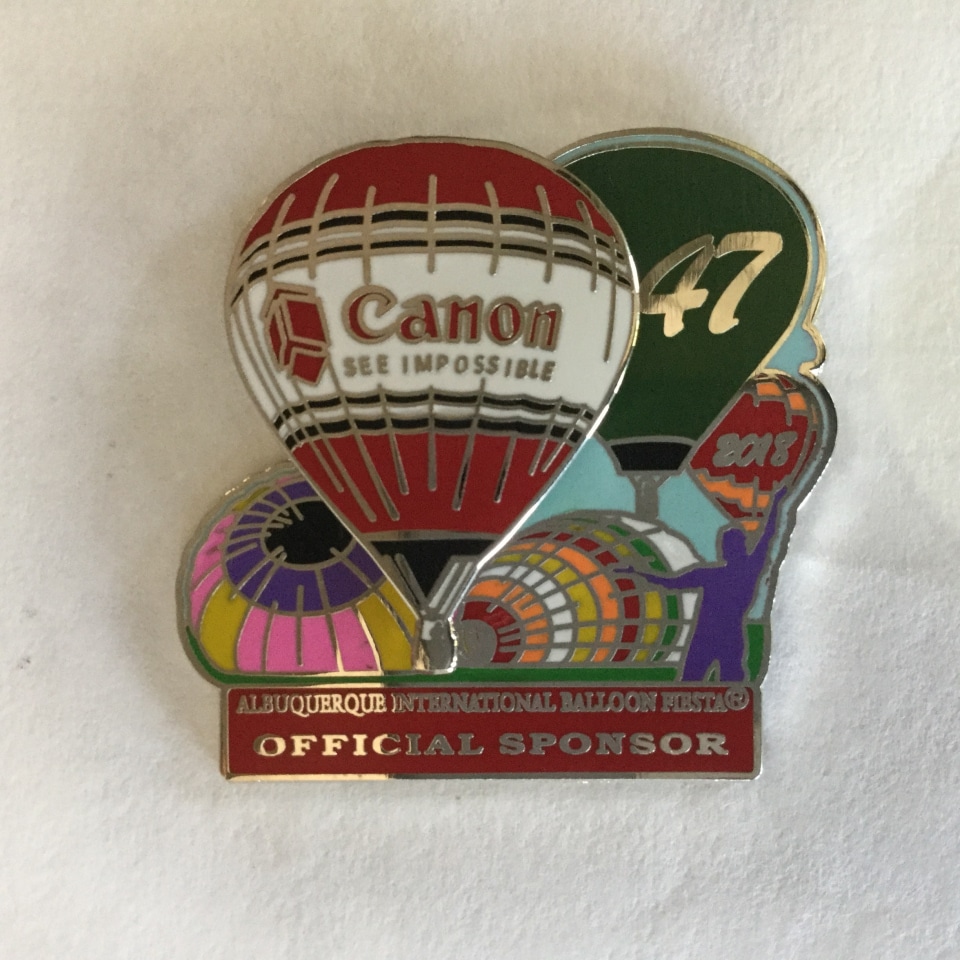 Canon
SEE IMPOSSIBLE
47
2018
ALBUQUERQUE INTERNATIONAL BALLOON FIESTA®
OFFICIAL SPONSOR